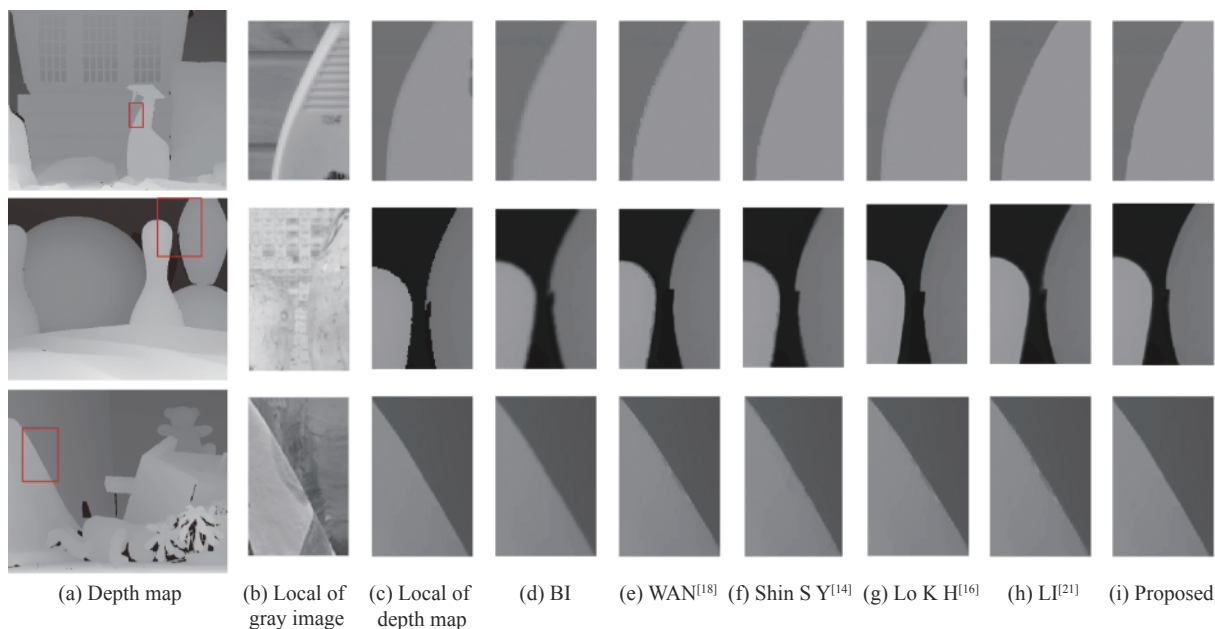 (a) Depth map
(b) Local of
gray image
(c) Local of
depth map
(d) BI
(e) WAN[18]
(f) Shin S Y[14]
(g) Lo K H[16]
(h) LI[21]
(i) Proposed